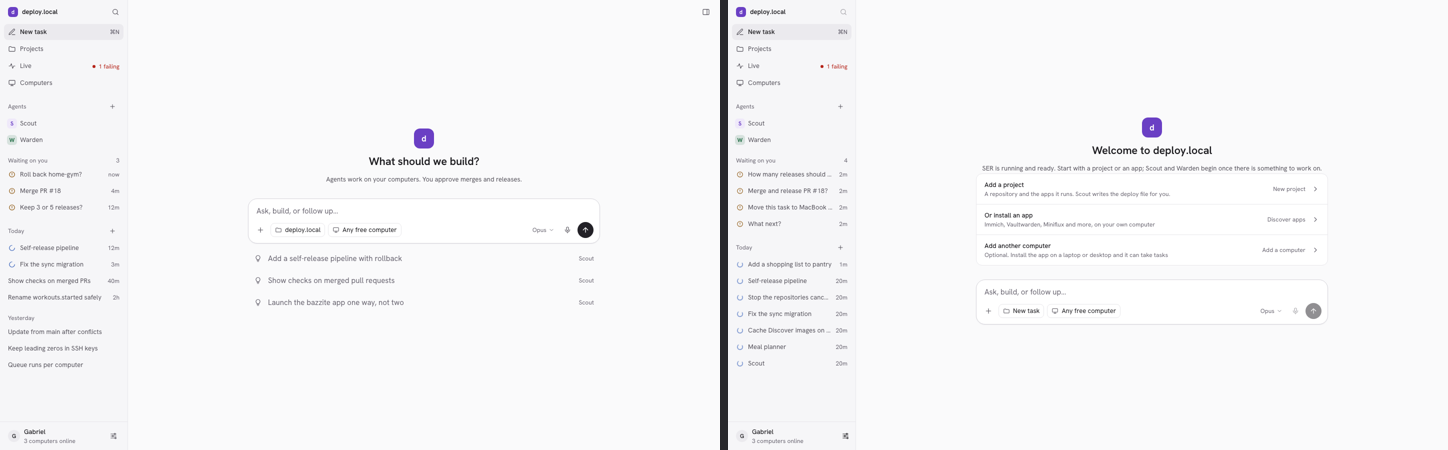 d deploy.local
New task ⌘N
Projects
Live 1 failing
Computers
Agents
S Scout
W Warden
Waiting on you 3
Roll back home-gym? now
Merge PR #18 4m
Keep 3 or 5 releases? 12m
Today
Self-release pipeline 12m
Fix the sync migration 3m
Show checks on merged PRs 40m
Rename workouts.started safely 2h
Yesterday
Update from main after conflicts
Keep leading zeros in SSH keys
Queue runs per computer
G Gabriel
3 computers online
d
What should we build?
Agents work on your computers. You approve merges and releases.
Ask, build, or follow up…
deploy.local Any free computer Opus
Add a self-release pipeline with rollback Scout
Show checks on merged pull requests Scout
Launch the bazzite app one way, not two Scout
d deploy.local
New task ⌘N
Projects
Live 1 failing
Computers
Agents
S Scout
W Warden
Waiting on you 4
How many releases should … 2m
Merge and release PR #18? 2m
Move this task to MacBook … 2m
What next? 2m
Today
Add a shopping list to pantry 1m
Self-release pipeline 20m
Stop the repositories canc… 20m
Fix the sync migration 20m
Cache Discover images on … 20m
Meal planner 20m
Scout 20m
G Gabriel
3 computers online
d
Welcome to deploy.local
SER is running and ready. Start with a project or an app; Scout and Warden begin once there is something to work on.
Add a project
A repository and the apps it runs. Scout writes the deploy file for you.
New project
Or install an app
Immich, Vaultwarden, Miniflux and more, on your own computer
Discover apps
Add another computer
Optional. Install the app on a laptop or desktop and it can take tasks
Add a computer
Ask, build, or follow up…
New task Any free computer Opus